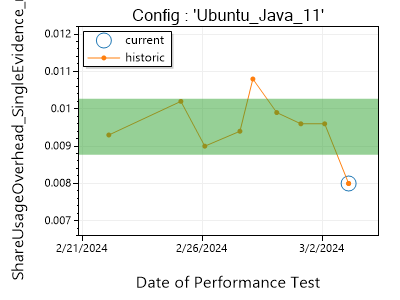 Config : 'Ubuntu_Java_11'
current
historic
ShareUsageOverhead_SingleEvidence_
0.012
0.011
0.01
0.009
0.008
0.007
2/21/2024
2/26/2024
3/2/2024
Date of Performance Test